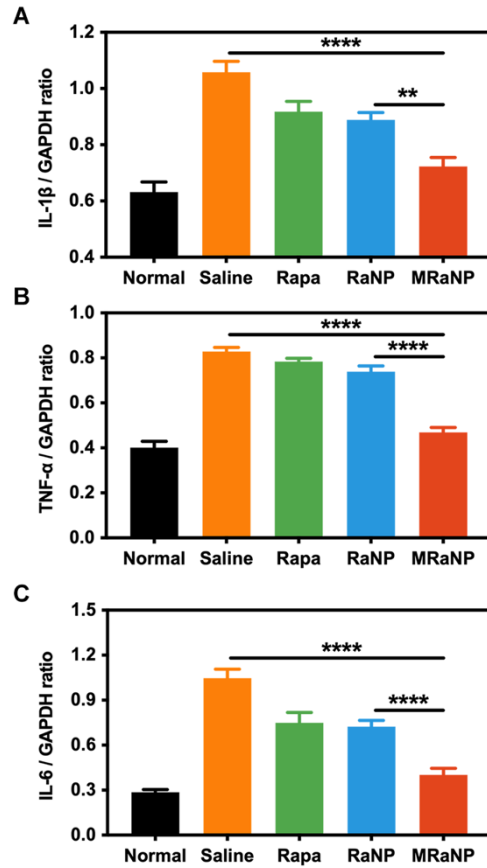 A
IL-1β / GAPDH ratio
1.2
1.0
0.8
0.6
0.4
****
**
Normal Saline Rapa RaNP MRaNP
B
TNF-α / GAPDH ratio
1.0
0.8
0.6
0.4
0.2
0.0
****
****
Normal Saline Rapa RaNP MRaNP
C
IL-6 / GAPDH ratio
1.5
1.2
0.9
0.6
0.3
0.0
****
****
Normal Saline Rapa RaNP MRaNP